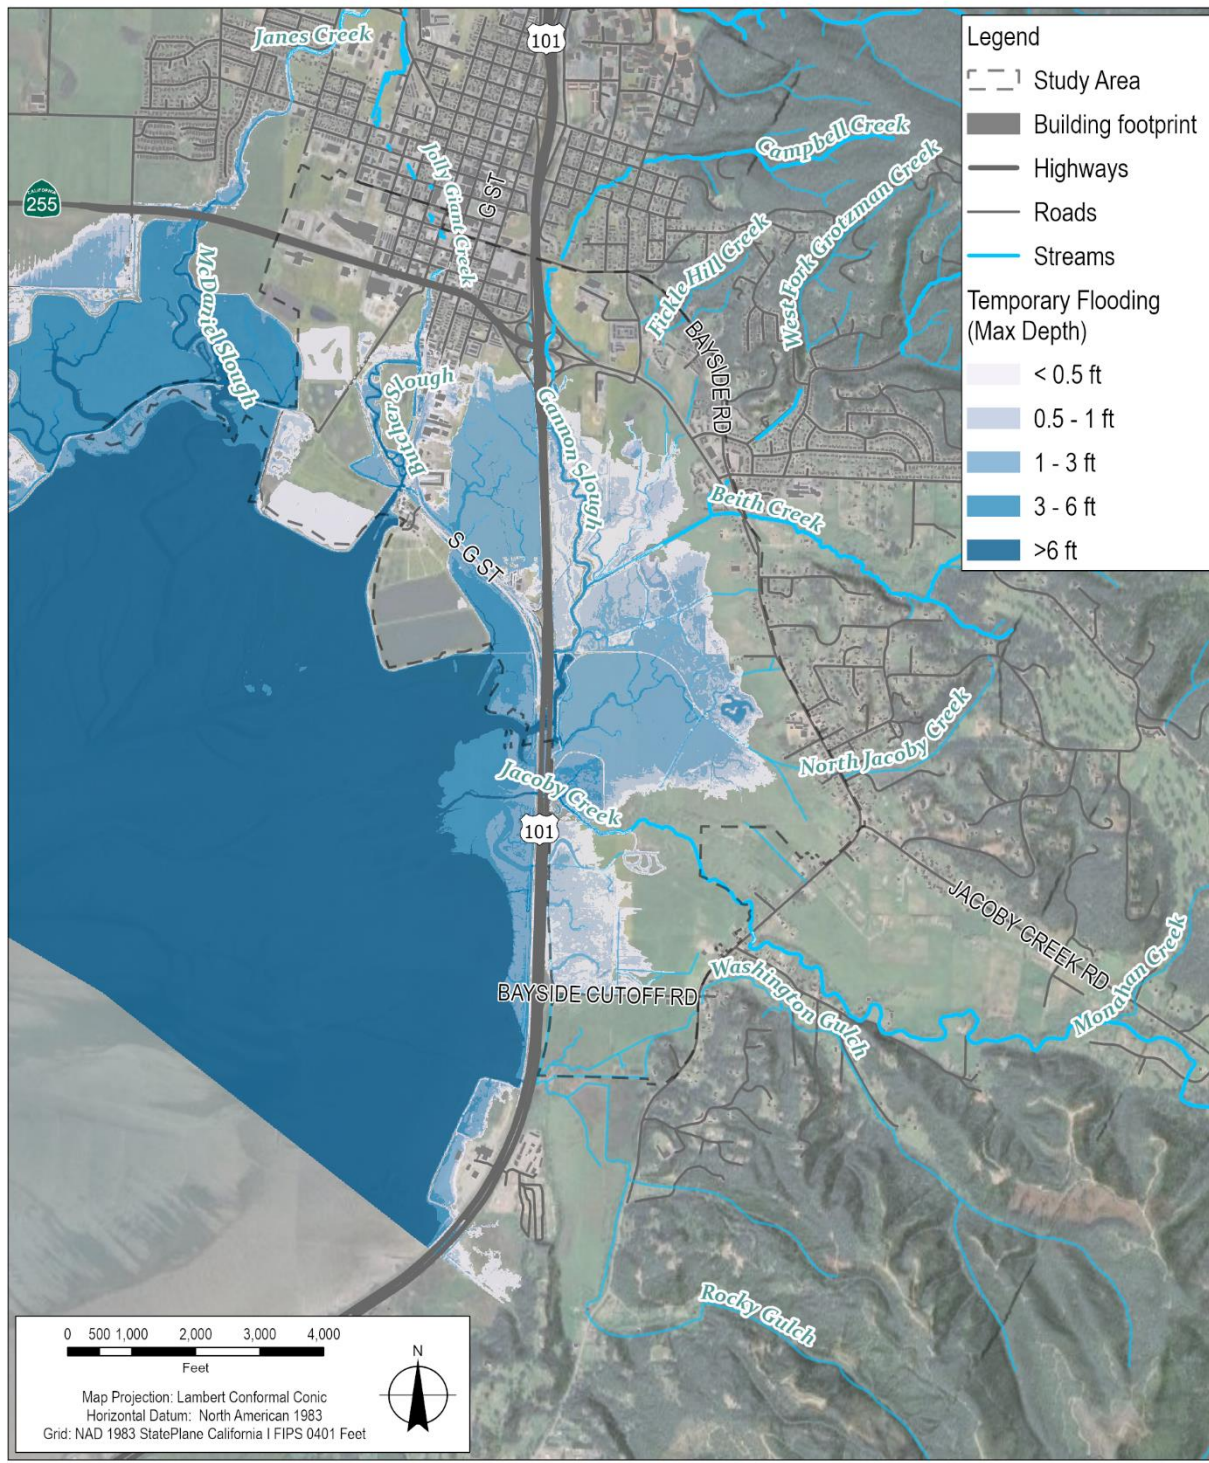 Janes Creek
101
Legend
Study Area
Building footprint
Highways
Roads
Streams
Temporary Flooding
(Max Depth)
< 0.5 ft
0.5 - 1 ft
1 - 3 ft
3 - 6 ft
>6 ft
Campbell Creek
Jolly Giant Creek
G ST
West Fork Grotzman Creek
CALIFORNIA
255
Fickle Hill Creek
McDaniel Slough
BAYSIDE RD
Butchers Slough
Gannon Slough
Beith Creek
S G ST
North Jacoby Creek
Jacoby Creek
101
JACOBY CREEK RD
Washington Gulch
BAYSIDE CUTOFF RD
Mondvan Creek
Rocky Gulch
0 500 1,000 2,000 3,000 4,000
Feet
N
Map Projection: Lambert Conformal Conic
Horizontal Datum: North American 1983
Grid: NAD 1983 StatePlane California I FIPS 0401 Feet